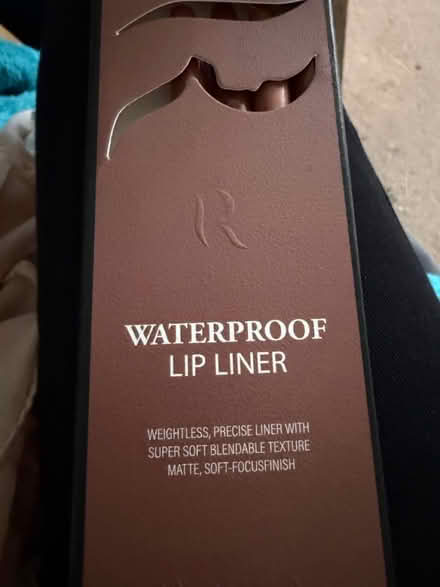 R
WATERPROOF
LIP LINER
WEIGHTLESS, PRECISE LINER WITH
SUPER SOFT BLENDABLE TEXTURE
MATTE, SOFT-FOCUSFINISH